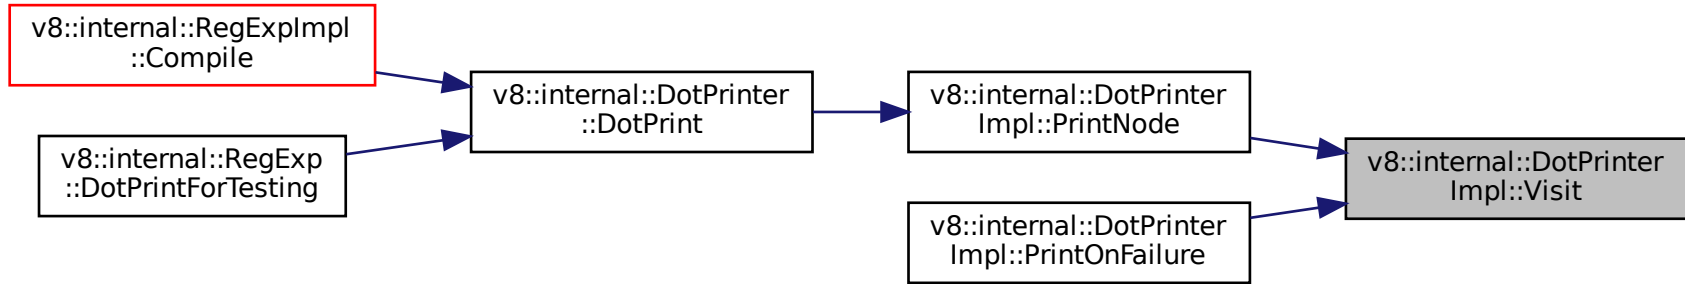 v8::internal::RegExpImpl
::Compile
v8::internal::RegExp
::DotPrintForTesting
v8::internal::DotPrinter
::DotPrint
v8::internal::DotPrinter
Impl::PrintNode
v8::internal::DotPrinter
Impl::PrintOnFailure
v8::internal::DotPrinter
Impl::Visit